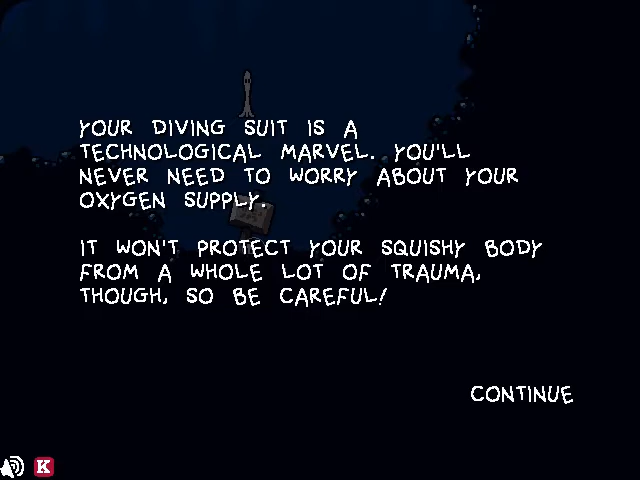 YOUR DIVING SUIT IS A
TECHNOLOGICAL MARVEL. YOU'LL
NEVER NEED TO WORRY ABOUT YOUR
OXYGEN SUPPLY.
IT WON'T PROTECT YOUR SQUISHY BODY
FROM A WHOLE LOT OF TRAUMA,
THOUGH, SO BE CAREFUL!
CONTINUE
K